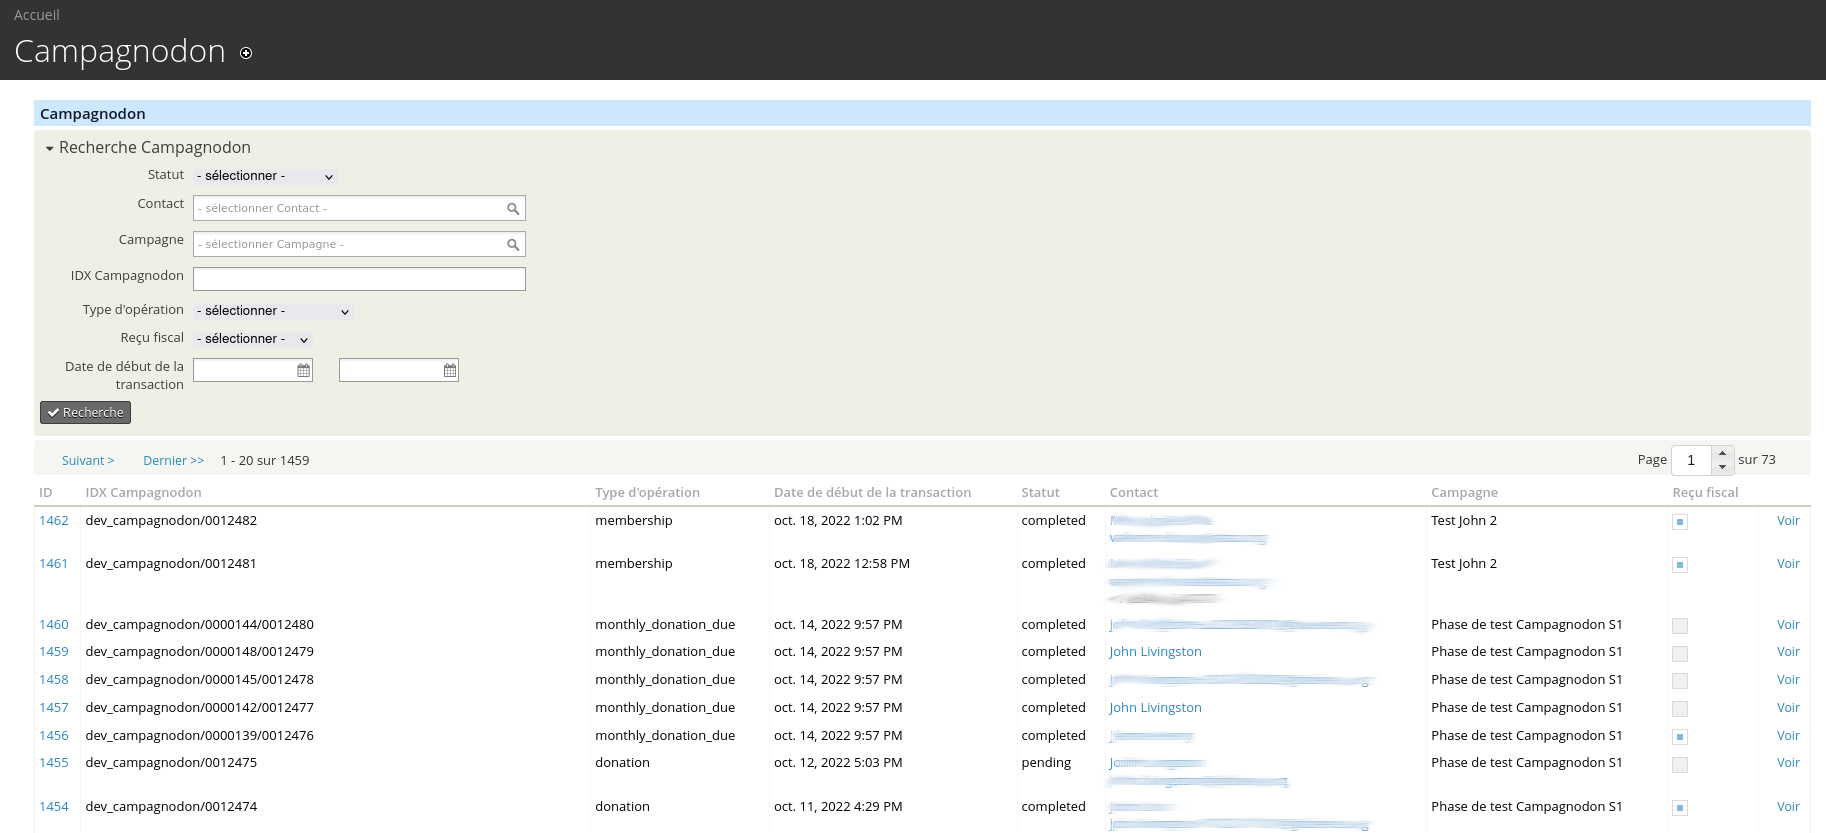 Accueil
Campagnodon
Campagnodon
Recherche Campagnodon
Statut - sélectionner -
Contact - sélectionner Contact -
Campagne - sélectionner Campagne -
IDX Campagnodon
Type d'opération - sélectionner -
Reçu fiscal - sélectionner -
Date de début de la
transaction
Recherche
Suivant > Dernier >> 1 - 20 sur 1459 Page 1 sur 73
ID IDX Campagnodon Type d'opération Date de début de la transaction Statut Contact Campagne Reçu fiscal
1462 dev_campagnodon/0012482 membership oct. 18, 2022 1:02 PM completed Test John 2 Voir
1461 dev_campagnodon/0012481 membership oct. 18, 2022 12:58 PM completed Test John 2 Voir
1460 dev_campagnodon/0000144/0012480 monthly_donation_due oct. 14, 2022 9:57 PM completed Phase de test Campagnodon S1 Voir
1459 dev_campagnodon/0000148/0012479 monthly_donation_due oct. 14, 2022 9:57 PM completed John Livingston Phase de test Campagnodon S1 Voir
1458 dev_campagnodon/0000145/0012478 monthly_donation_due oct. 14, 2022 9:57 PM completed Phase de test Campagnodon S1 Voir
1457 dev_campagnodon/0000142/0012477 monthly_donation_due oct. 14, 2022 9:57 PM completed John Livingston Phase de test Campagnodon S1 Voir
1456 dev_campagnodon/0000139/0012476 monthly_donation_due oct. 14, 2022 9:57 PM completed Phase de test Campagnodon S1 Voir
1455 dev_campagnodon/0012475 donation oct. 12, 2022 5:03 PM pending Phase de test Campagnodon S1 Voir
1454 dev_campagnodon/0012474 donation oct. 11, 2022 4:29 PM completed Phase de test Campagnodon S1 Voir